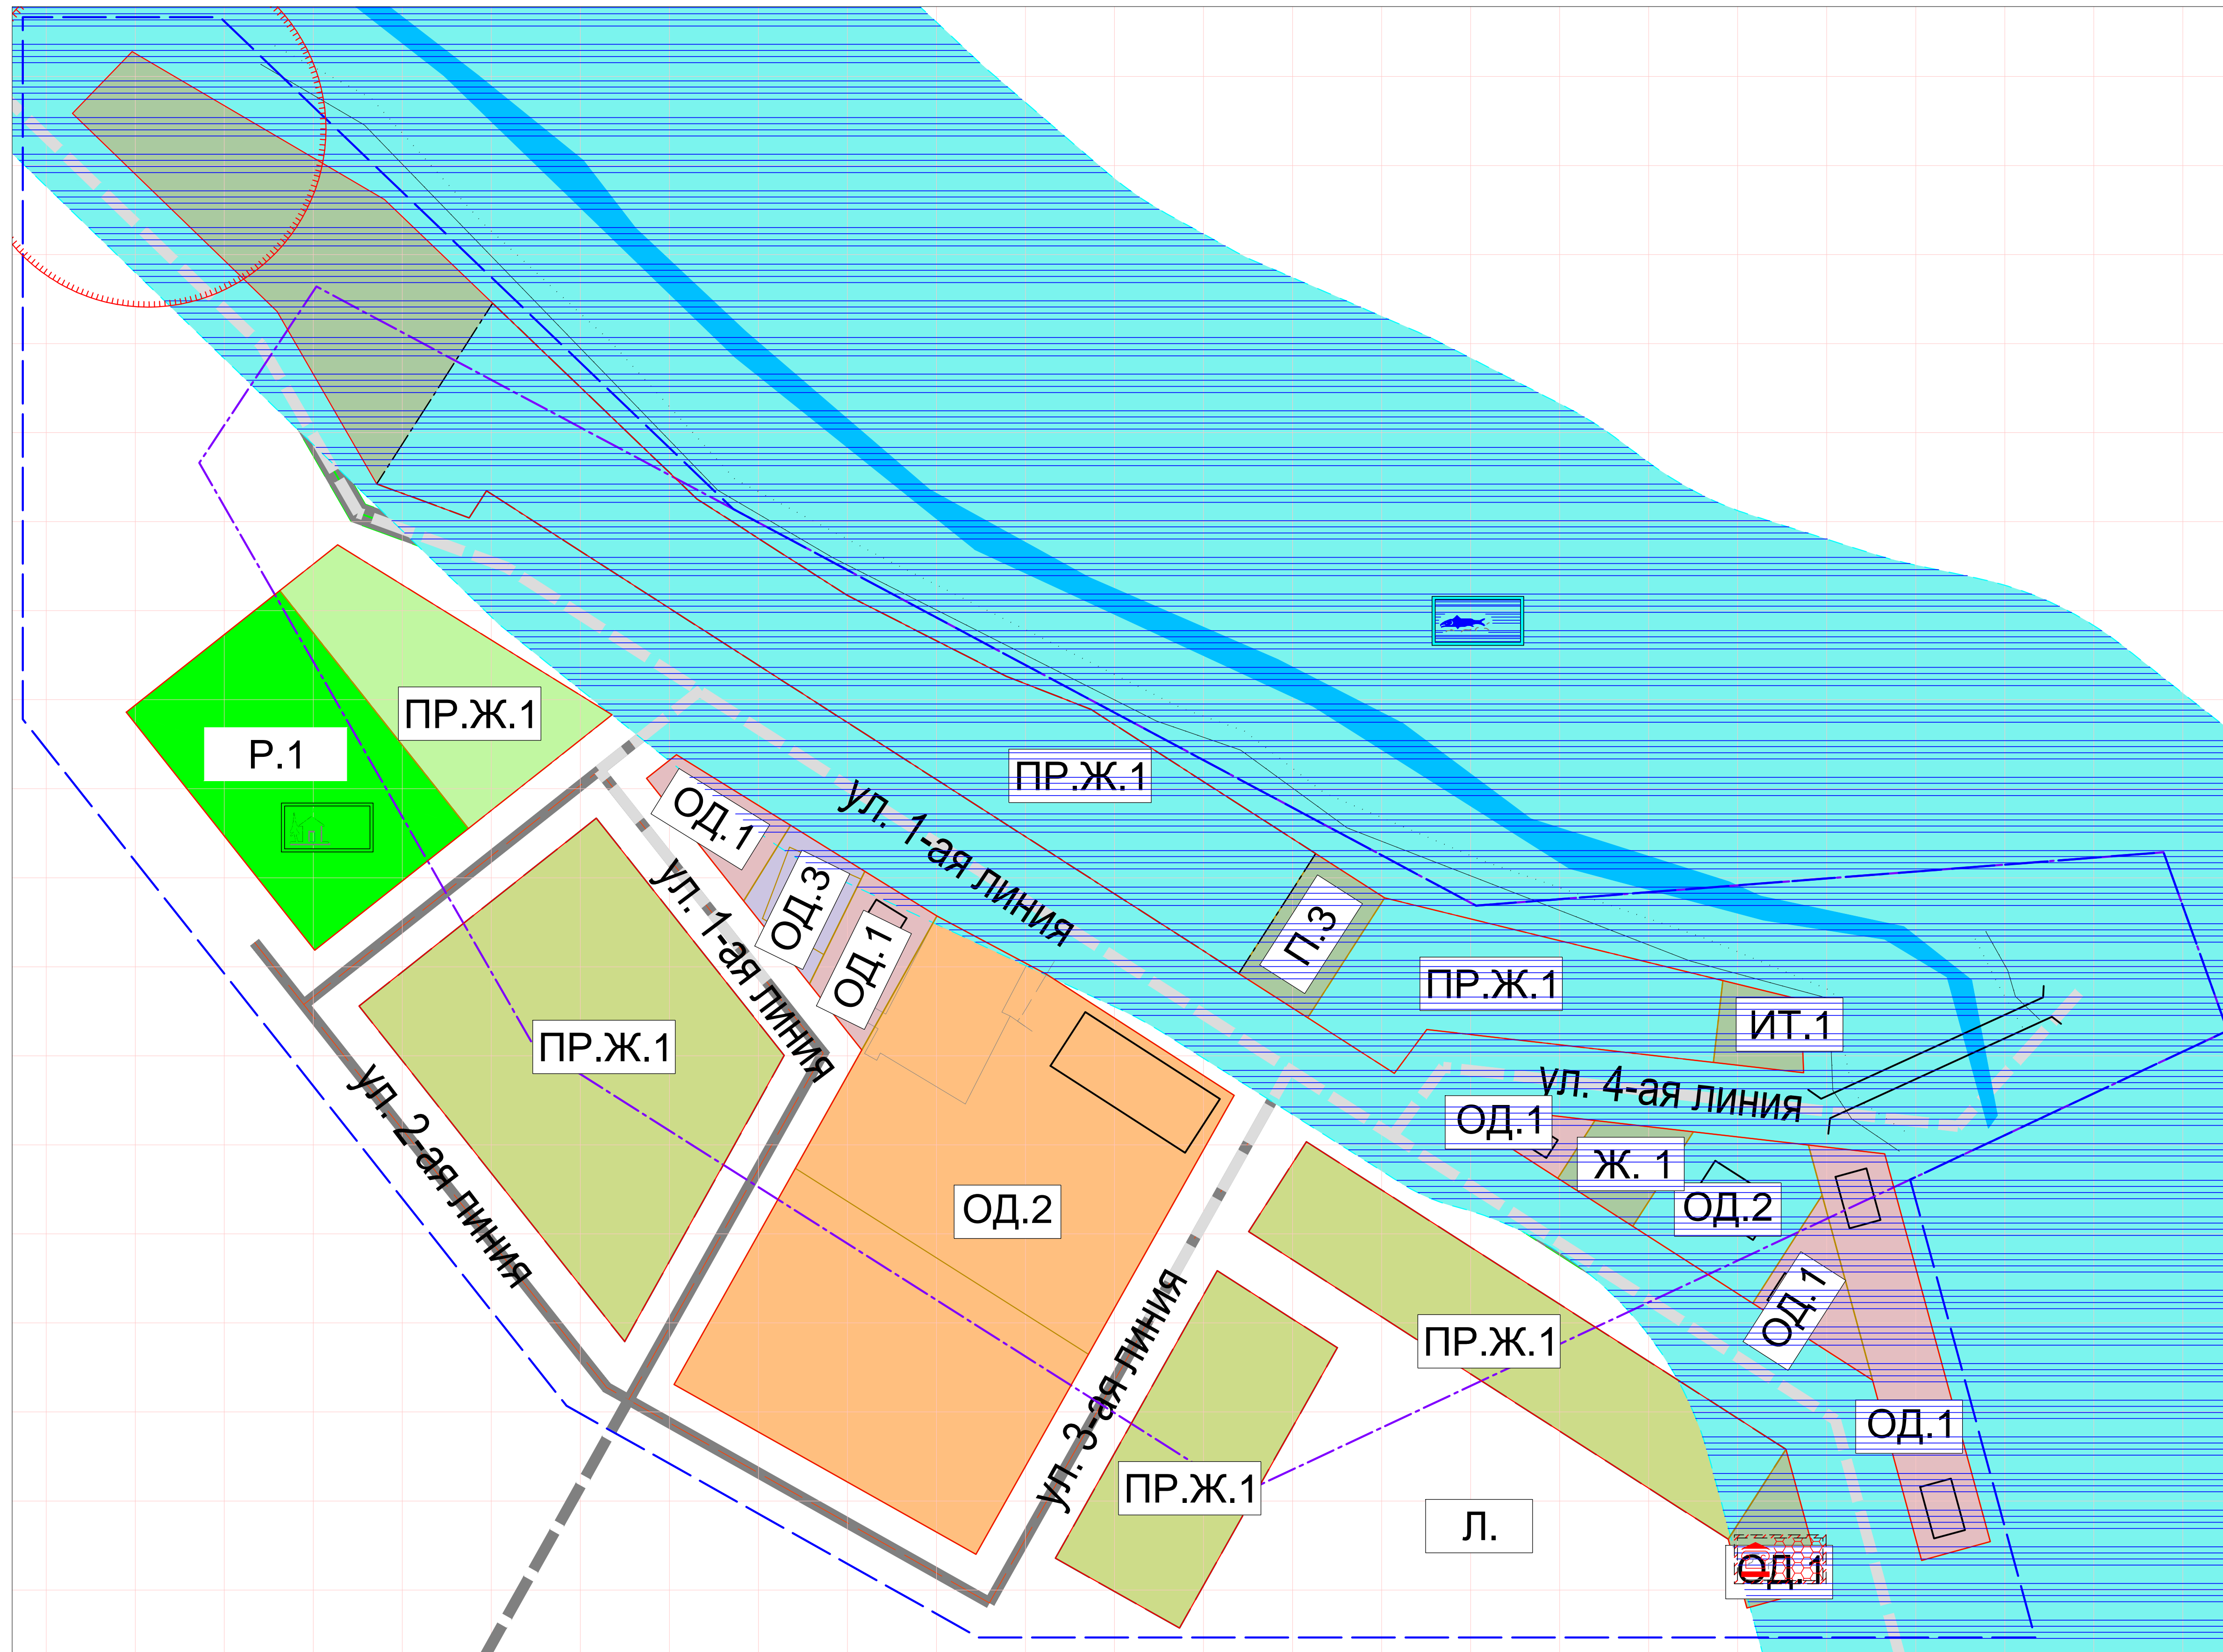 ПР.Ж.1
Р.1
ПР.Ж.1
ОД.1
ул. 1-ая линия
ОД.3
ул. 1-ая линия
ОД.1
П.3
ПР.Ж.1
ИТ.1
ПР.Ж.1
ул. 4-ая линия
ул. 2-ая линия
ОД.1
Ж. 1
ОД.2
ОД.2
ОД.1
ул. 3-ая линия
ПР.Ж.1
ОД.1
ПР.Ж.1
Л.
ОД.1